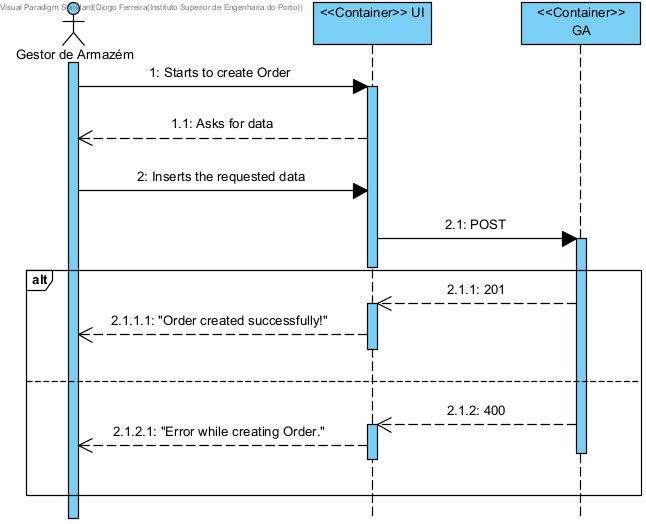 Visual Paradigm Standard(Diogo Ferreira(Instituto Superior de Engenharia do Porto))
<<Container>> UI
<<Container>>
GA
Gestor de Armazém
1: Starts to create Order
1.1: Asks for data
2: Inserts the requested data
2.1: POST
alt
2.1.1: 201
2.1.1.1: "Order created successfully!"
2.1.2: 400
2.1.2.1: "Error while creating Order."